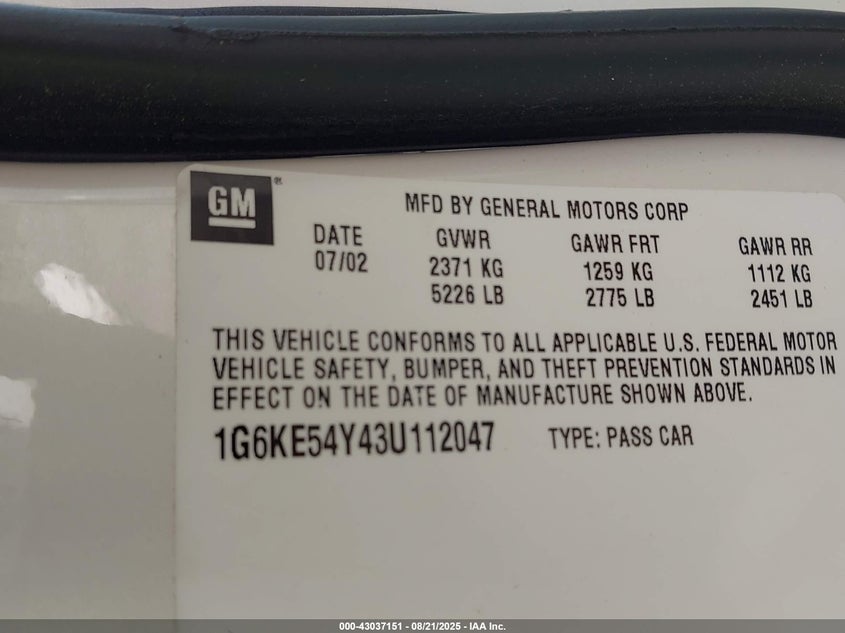 GM®
MFD BY GENERAL MOTORS CORP
DATE GVWR GAWR FRT GAWR RR
07/02 2371 KG 1259 KG 1112 KG
5226 LB 2775 LB 2451 LB
THIS VEHICLE CONFORMS TO ALL APPLICABLE U.S. FEDERAL MOTOR
VEHICLE SAFETY, BUMPER, AND THEFT PREVENTION STANDARDS IN
EFFECT ON THE DATE OF MANUFACTURE SHOWN ABOVE.
1G6KE54Y43U112047 TYPE: PASS CAR
000-43037151 - 08/21/2025 - IAA Inc.